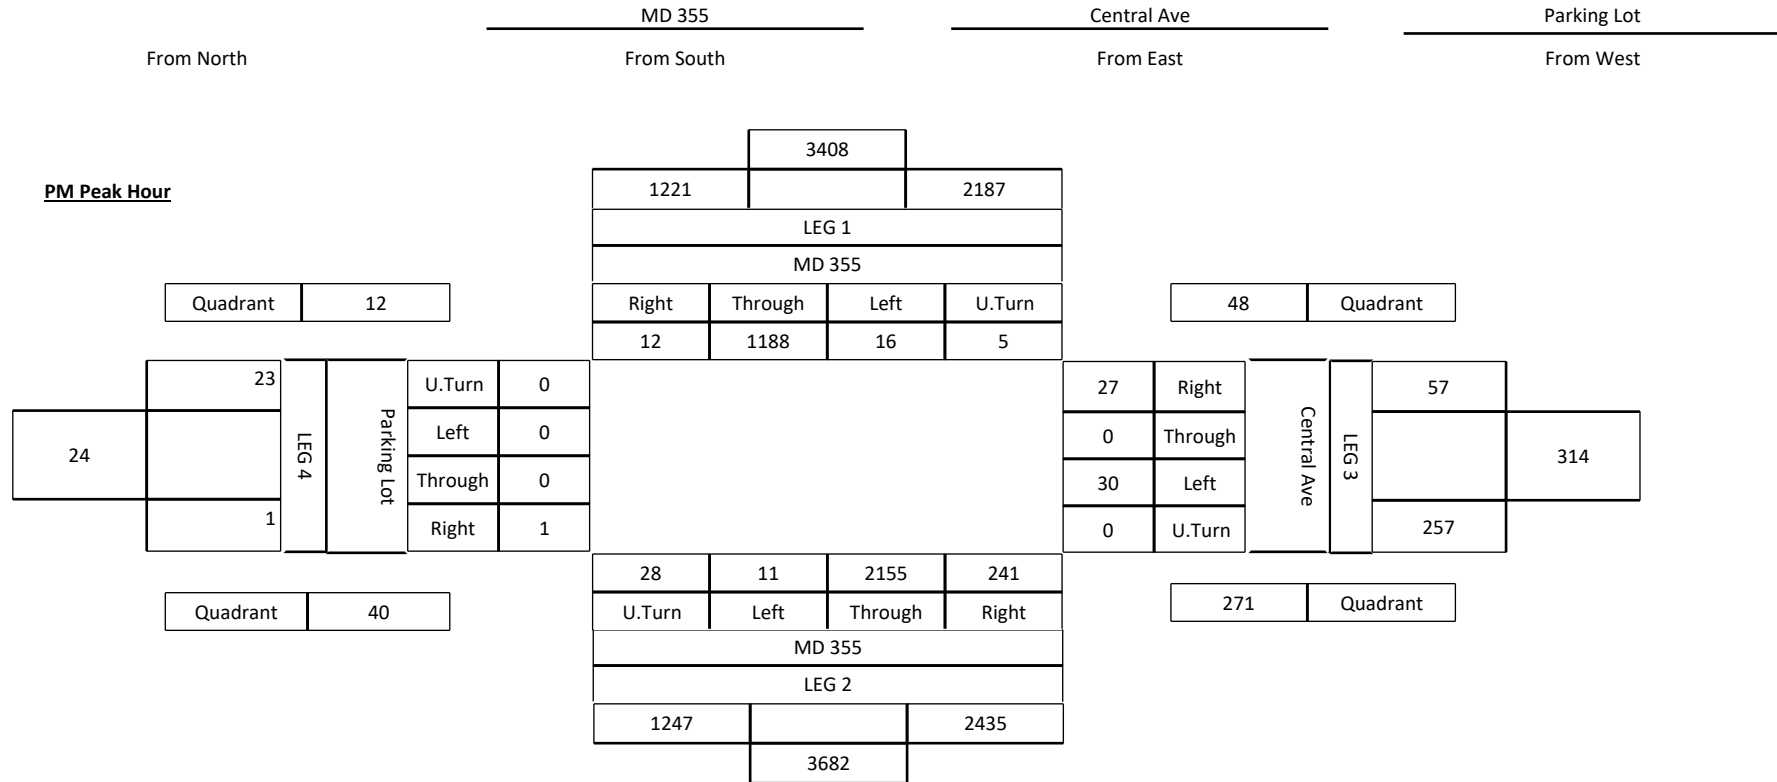 MD 355 Central Ave Parking Lot
From North From South From East From West
3408
PM Peak Hour
1221 2187
LEG 1
MD 355
Quadrant 12
Right Through Left U.Turn
48 Quadrant
12 1188 16 5
23
LEG 4
Parking Lot
U.Turn 0
Left 0
Through 0
Right 1
24
1
27 Right
0 Through
30 Left
0 U.Turn
Central Ave
LEG 3
57
314
257
28 11 2155 241
Quadrant 40
U.Turn Left Through Right
271 Quadrant
MD 355
LEG 2
1247 2435
3682